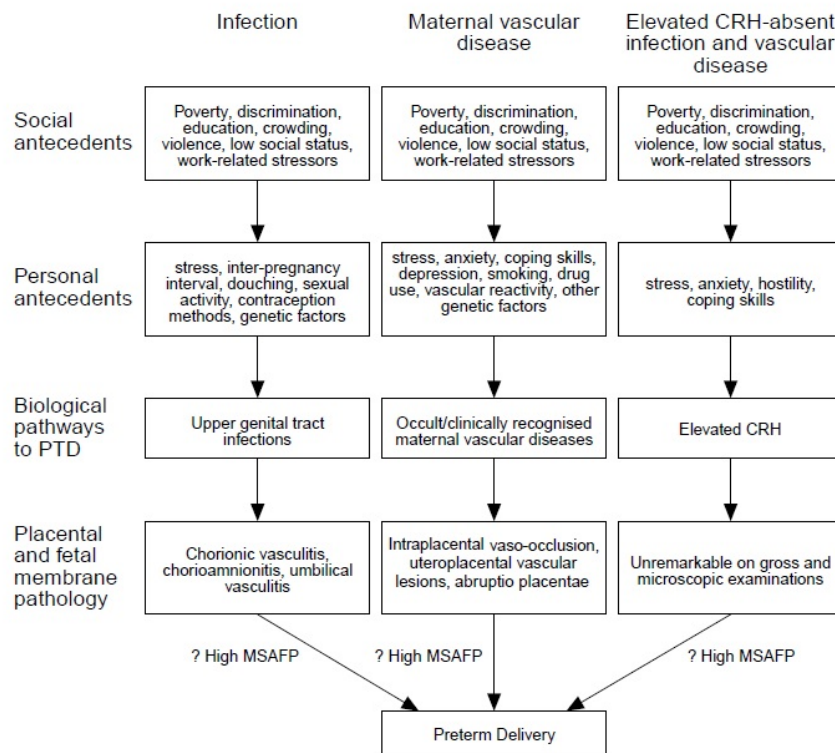 Infection
Maternal vascular
disease
Elevated CRH-absent
infection and vascular
disease
Social
antecedents
Poverty, discrimination,
education, crowding,
violence, low social status,
work-related stressors
Poverty, discrimination,
education, crowding,
violence, low social status,
work-related stressors
Poverty, discrimination,
education, crowding,
violence, low social status,
work-related stressors
Personal
antecedents
stress, inter-pregnancy
interval, douching, sexual
activity, contraception
methods, genetic factors
stress, anxiety, coping skills,
depression, smoking, drug
use, vascular reactivity, other
genetic factors
stress, anxiety, hostility,
coping skills
Biological
pathways
to PTD
Upper genital tract
infections
Occult/clinically recognised
maternal vascular diseases
Elevated CRH
Placental
and fetal
membrane
pathology
Chorionic vasculitis,
chorioamnionitis, umbilical
vasculitis
Intraplacental vaso-occlusion,
uteroplacental vascular
lesions, abruptio placentae
Unremarkable on gross and
microscopic examinations
? High MSAFP
? High MSAFP
? High MSAFP
Preterm Delivery